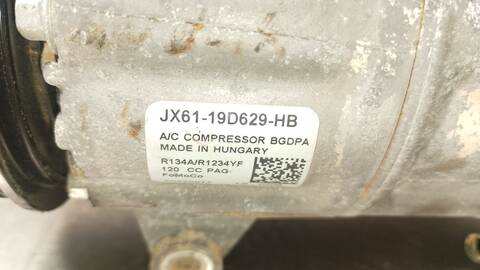 JX61-19D629-HB
A/C COMPRESSOR BGDPA
MADE IN HUNGARY
R134A/R1234YF
120 CC PAG
FoMoCo